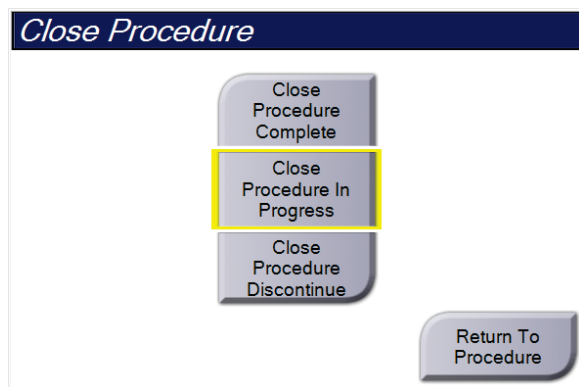 Close Procedure
Close
Procedure
Complete
Close
Procedure In
Progress
Close
Procedure
Discontinue
Return To
Procedure